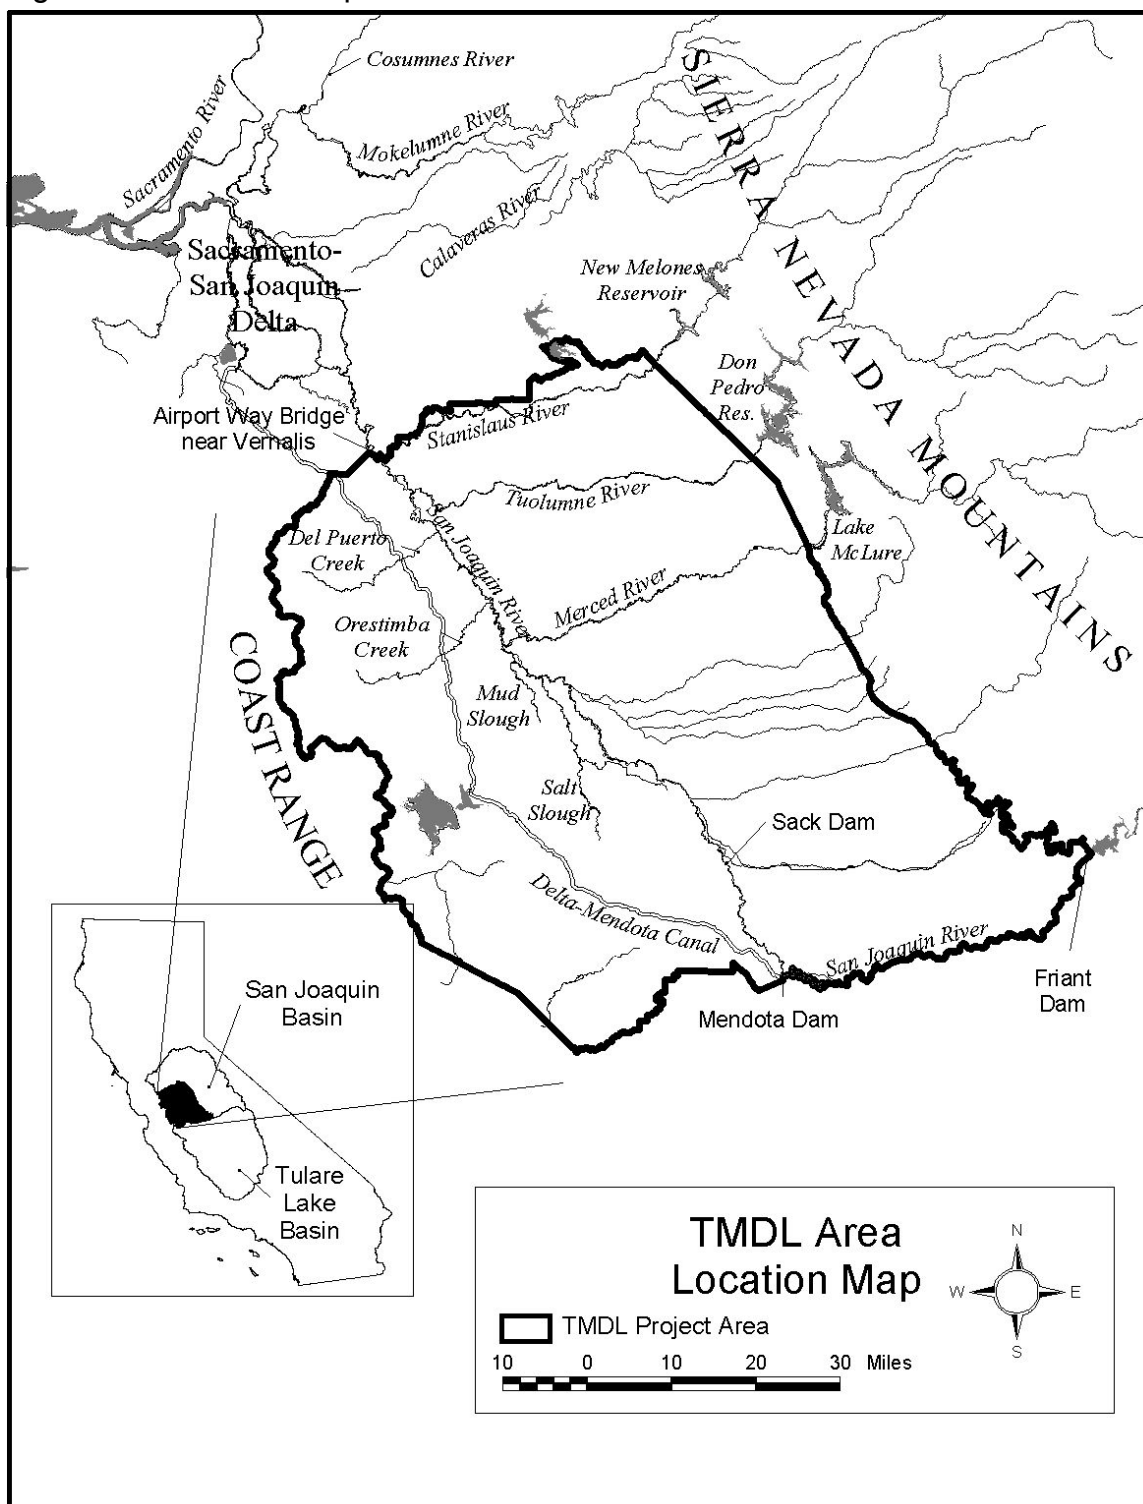 Cosumnes River
Sacramento River
Mokelumne River
SIERRA NEVADA MOUNTAINS
Calaveras River
Sacramento-
San Joaquin
Delta
New Melones
Reservoir
Don
Pedro
Res.
Airport Way Bridge
near Vernalis
Stanislaus River
Tuolumne River
San Joaquin River
Del Puerto
Creek
Lake
McLure
Merced River
Orestimba
Creek
COAST RANGE
Mud
Slough
Salt
Slough
Sack Dam
Delta-Mendota Canal
San Joaquin River
Friant
Dam
Mendota Dam
San Joaquin
Basin
Tulare
Lake
Basin
TMDL Area
Location Map
N
W
E
S
TMDL Project Area
10 0 10 20 30 Miles